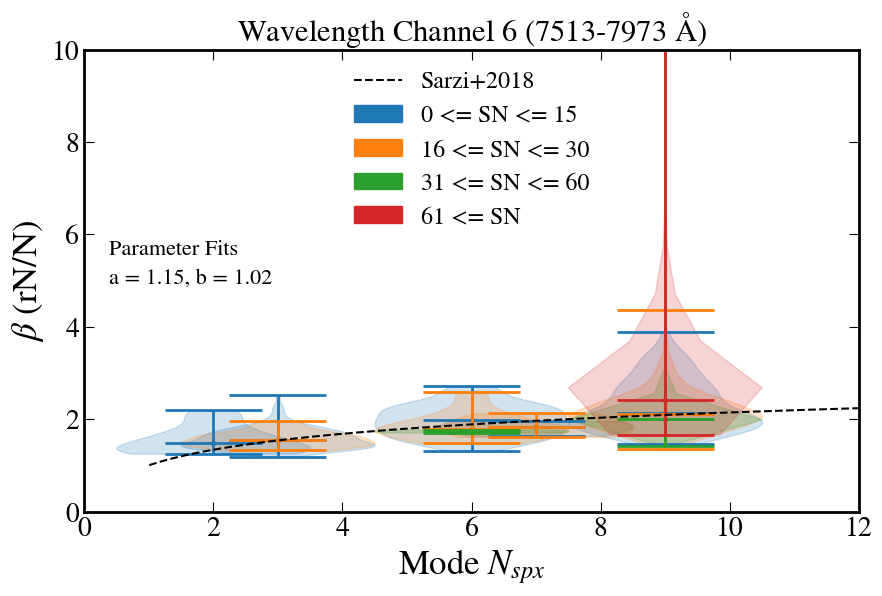 Wavelength Channel 6 (7513-7973 Å)
10
8
6
4
2
0
β (rN/N)
Sarzi+2018
0 <= SN <= 15
16 <= SN <= 30
31 <= SN <= 60
61 <= SN
Parameter Fits
a = 1.15, b = 1.02
0 2 4 6 8 10 12
Mode N_{spx}